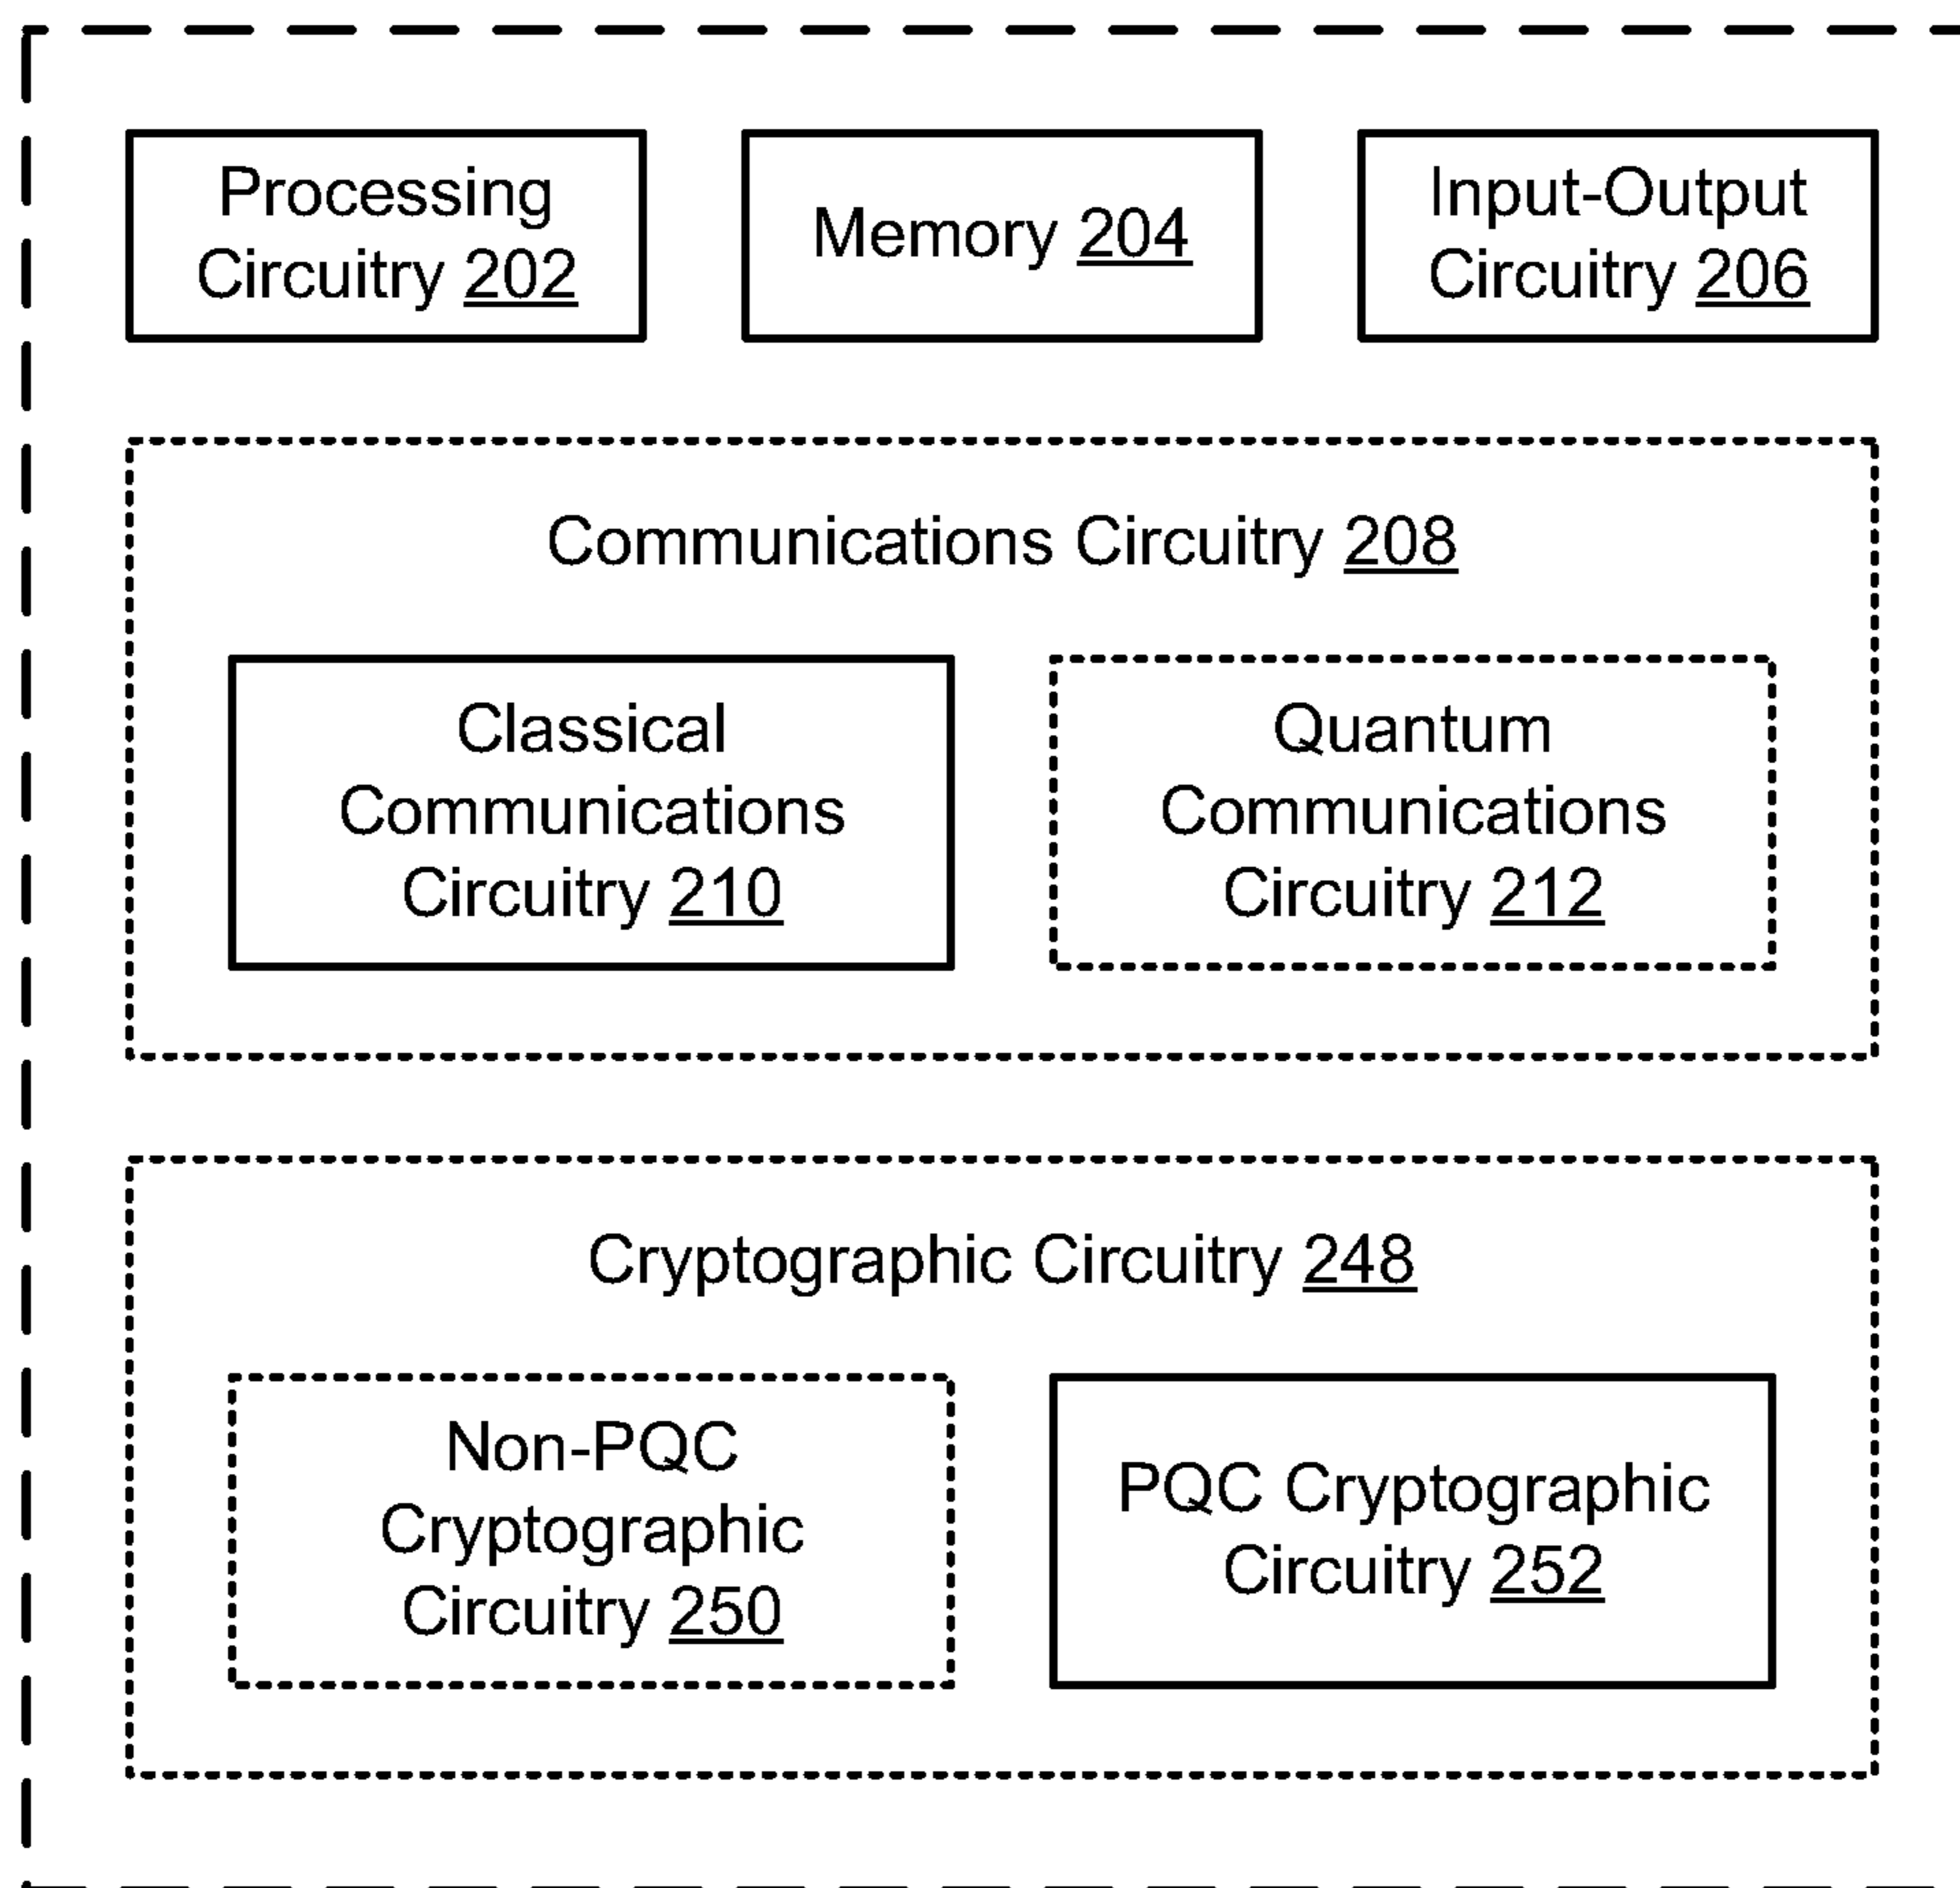 Processing
Circuitry 202
Memory 204
Input-Output
Circuitry 206
Communications Circuitry 208
Classical
Communications
Circuitry 210
Quantum
Communications
Circuitry 212
Cryptographic Circuitry 248
Non-PQC
Cryptographic
Circuitry 250
PQC Cryptographic
Circuitry 252